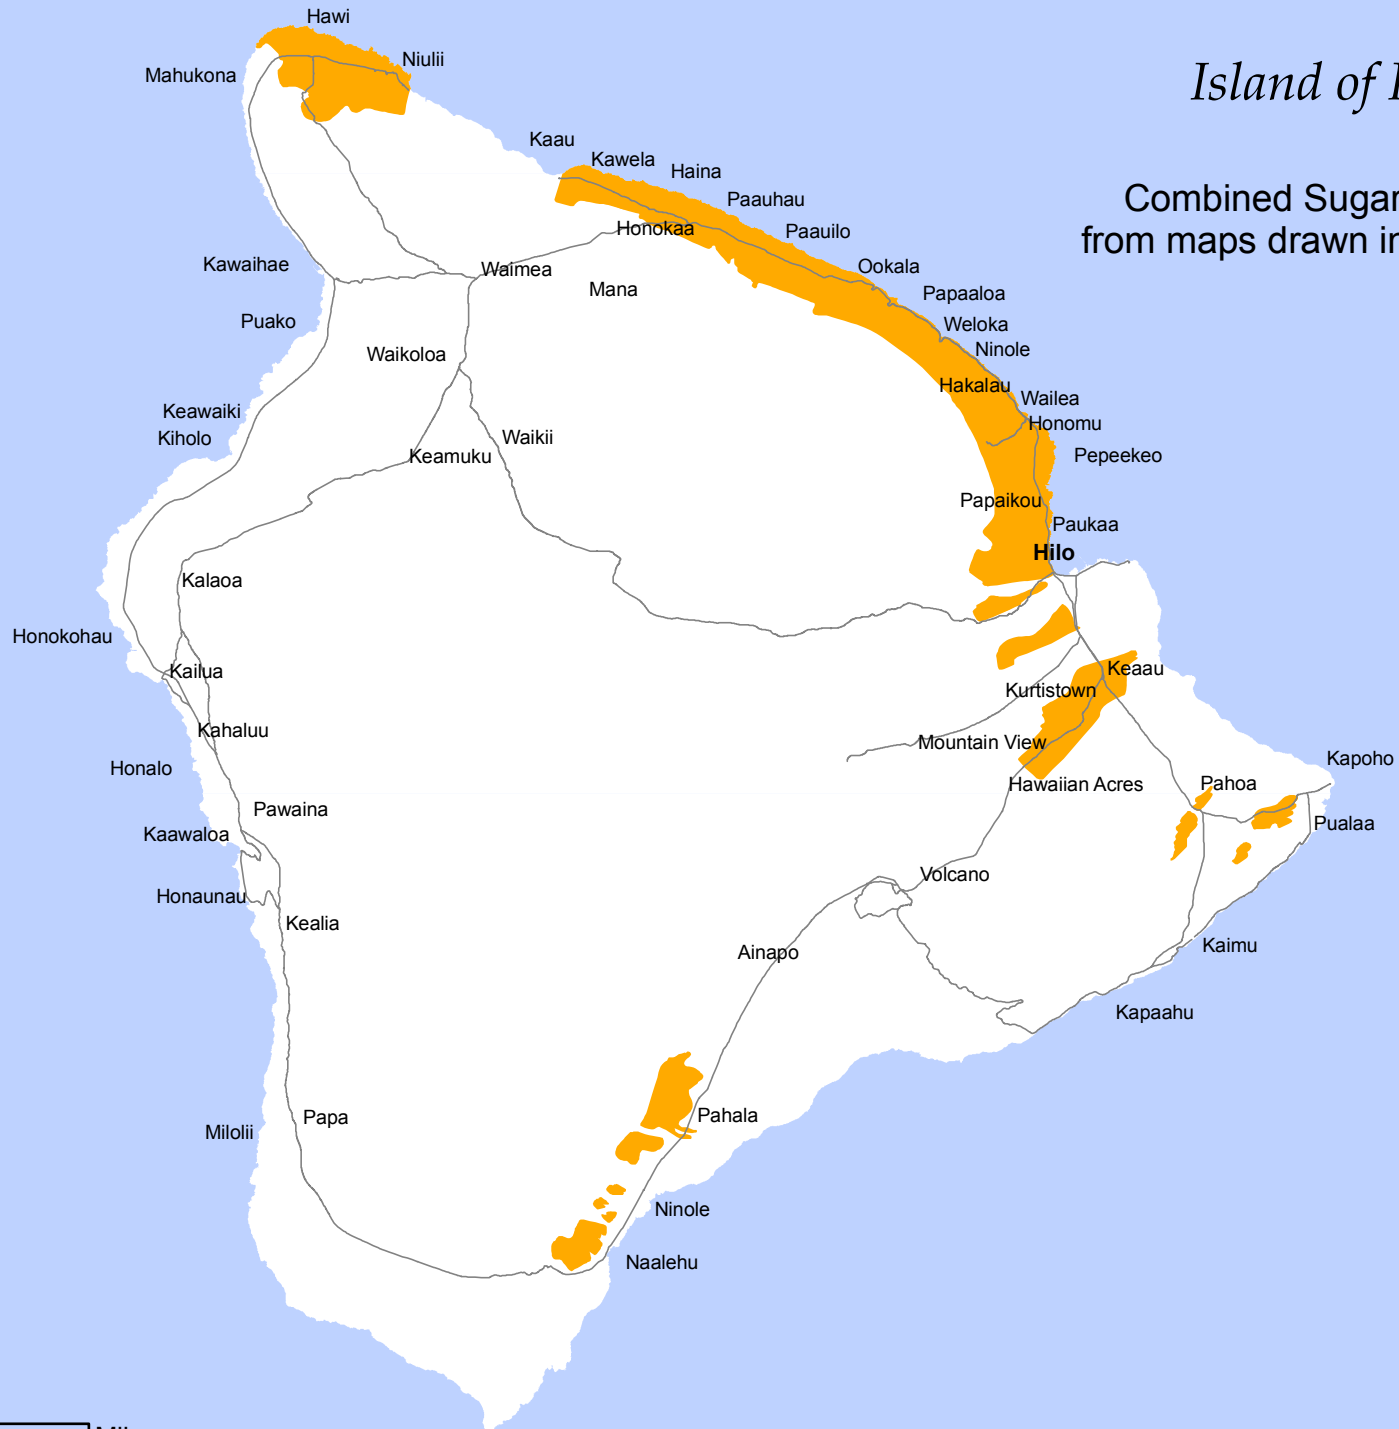 Hawi
Niulii
Mahukona
Island of
Kaau
Kawela
Haina
Paauhau
Combined Sugar
from maps drawn in
Honokaa
Paauilo
Kawaihae
Waimea
Ookala
Mana
Papaaloa
Puako
Weloka
Waikoloa
Ninole
Hakalau
Wailea
Keawaiki
Honomu
Kiholo
Waikii
Keamuku
Pepeekeo
Papaikou
Paukaa
Hilo
Kalaoa
Honokohau
Kailua
Keaau
Kurtistown
Kahaluu
Mountain View
Honalo
Kapoho
Hawaiian Acres
Pahoa
Pawaina
Pualaa
Kaawaloa
Volcano
Honaunau
Kealia
Kaimu
Ainapo
Kapaahu
Pahala
Papa
Milolii
Ninole
Naalehu